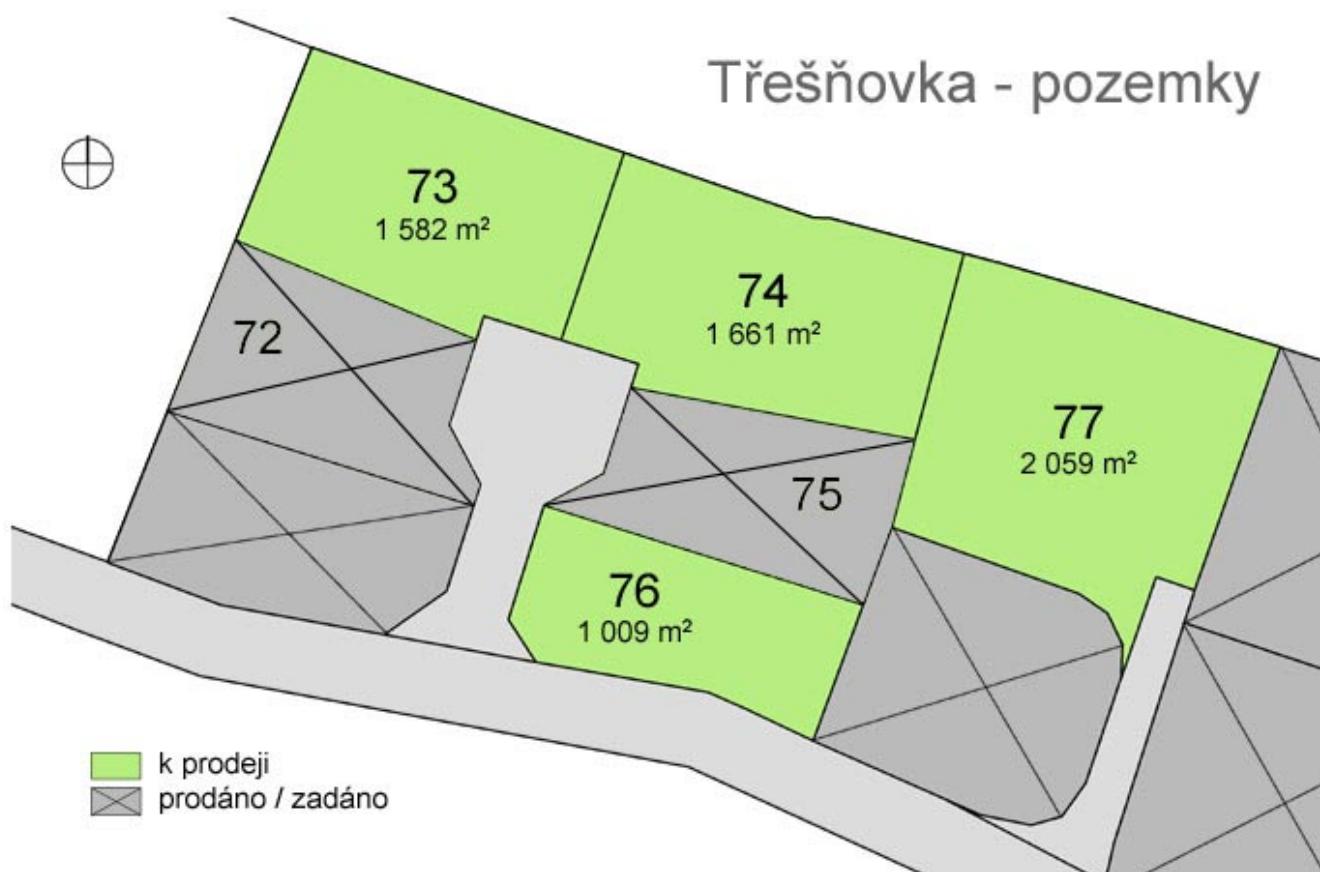 Třešňovka - pozemky
73
1 582 m²
74
1 661 m²
72
77
2 059 m²
75
76
1 009 m²
k prodeji
prodáno / zadáno